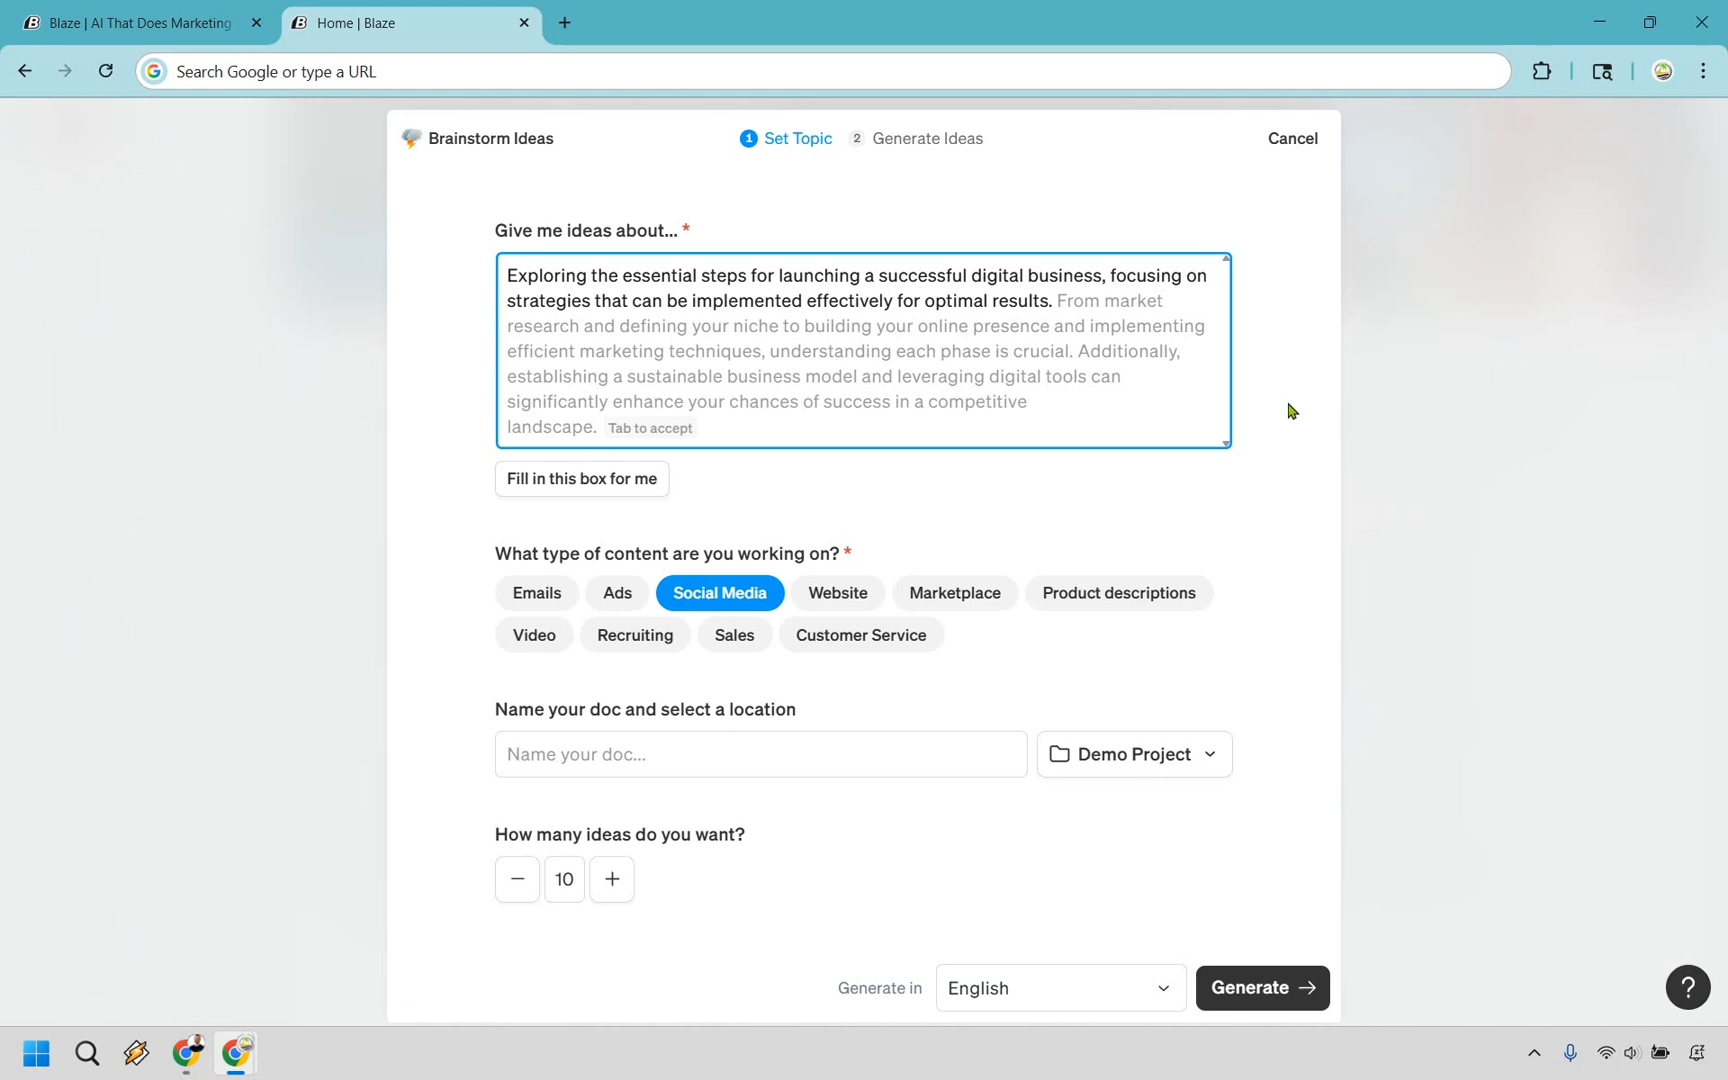 Blaze | AI That Does Marketing
Home | Blaze
Search Google or type a URL
Brainstorm Ideas
1 Set Topic 2 Generate Ideas
Cancel
Give me ideas about... *
Exploring the essential steps for launching a successful digital business, focusing on
strategies that can be implemented effectively for optimal results. From market
research and defining your niche to building your online presence and implementing
efficient marketing techniques, understanding each phase is crucial. Additionally,
establishing a sustainable business model and leveraging digital tools can
significantly enhance your chances of success in a competitive
landscape. Tab to accept
Fill in this box for me
What type of content are you working on? *
Emails Ads Social Media Website Marketplace Product descriptions
Video Recruiting Sales Customer Service
Name your doc and select a location
Name your doc... Demo Project
How many ideas do you want?
− 10 +
Generate in English Generate →
?